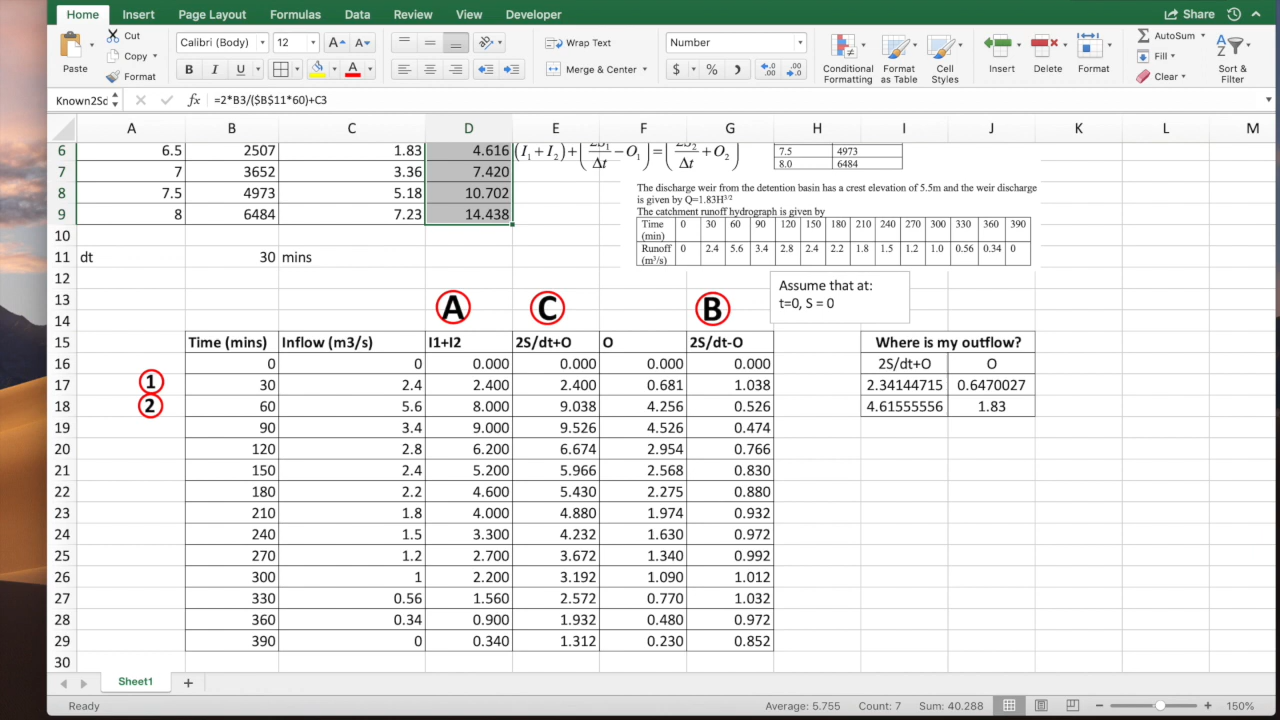 Home Insert Page Layout Formulas Data Review View Developer Share
Cut
Copy
Format
Paste
Calibri (Body) 12 A A
B I U A
Wrap Text
Merge & Center
Number
$ % ,
Conditional Formatting
Format as Table
Cell Styles
Insert
Delete
Format
AutoSum
Fill
Clear
Sort & Filter
Known2Sc fx =2*B3/($B$11*60)+C3
A B C D E F G H I J K L M
6 6.5 2507 1.83 4.616
7 7 3652 3.36 7.420
8 7.5 4973 5.18 10.702
9 8 6484 7.23 14.438
10
11 dt 30 mins
7.5 4973
8.0 6484
The discharge weir from the detention basin has a crest elevation of 5.5m and the weir discharge
is given by Q=1.83H3/2
The catchment runoff hydrograph is given by
Time (min) 0 30 60 90 120 150 180 210 240 270 300 330 360 390
Runoff (m³/s) 0 2.4 5.6 3.4 2.8 2.4 2.2 1.8 1.5 1.2 1.0 0.56 0.34 0
12
13
14
Assume that at:
t=0, S = 0
A C B
15 Time (mins) Inflow (m3/s) I1+I2 2S/dt+O O 2S/dt-O Where is my outflow?
16 0 0 0.000 0.000 0.000 0.000 2S/dt+O O
17 1 30 2.4 2.400 2.400 0.681 1.038 2.34144715 0.6470027
18 2 60 5.6 8.000 9.038 4.256 0.526 4.61555556 1.83
19 90 3.4 9.000 9.526 4.526 0.474
20 120 2.8 6.200 6.674 2.954 0.766
21 150 2.4 5.200 5.966 2.568 0.830
22 180 2.2 4.600 5.430 2.275 0.880
23 210 1.8 4.000 4.880 1.974 0.932
24 240 1.5 3.300 4.232 1.630 0.972
25 270 1.2 2.700 3.672 1.340 0.992
26 300 1 2.200 3.192 1.090 1.012
27 330 0.56 1.560 2.572 0.770 1.032
28 360 0.34 0.900 1.932 0.480 0.972
29 390 0 0.340 1.312 0.230 0.852
30
Sheet1 +
Ready Average: 5.755 Count: 7 Sum: 40.288 − + 150%